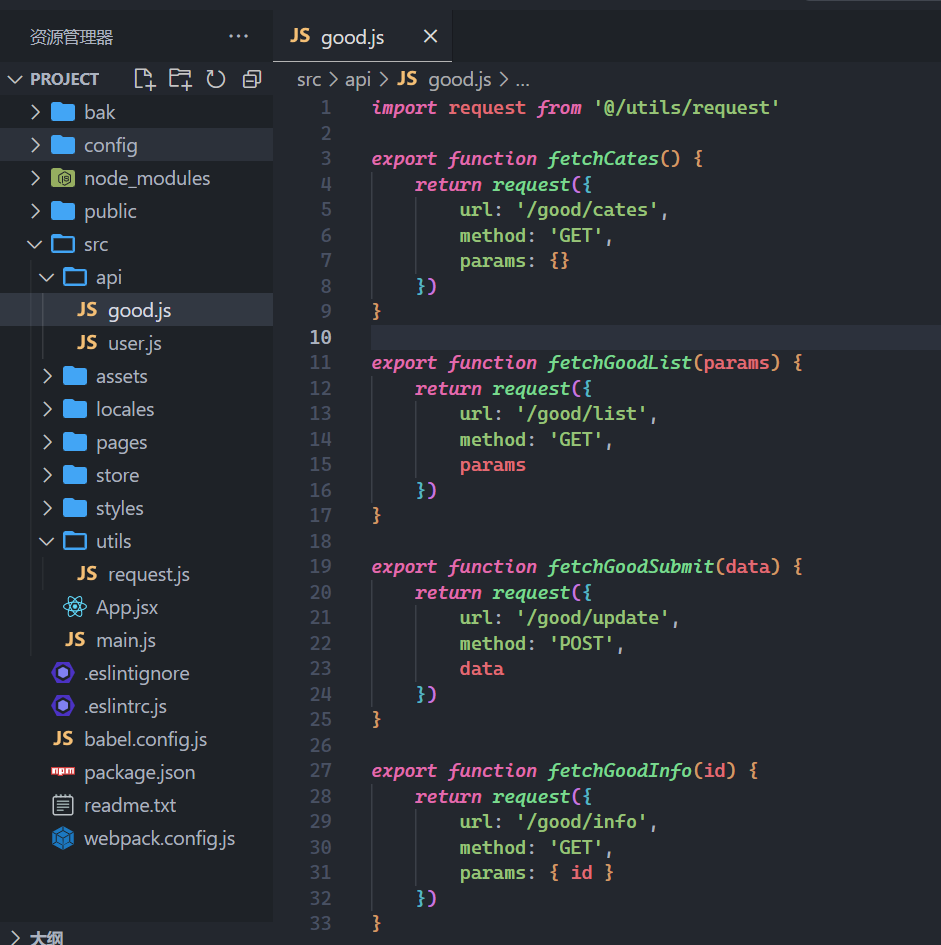 资源管理器 ···
JS good.js ×
PROJECT
src > api > JS good.js > ...
bak
config
node_modules
public
src
api
JS good.js
JS user.js
assets
locales
pages
store
styles
utils
JS request.js
App.jsx
JS main.js
.eslintignore
.eslintrc.js
JS babel.config.js
npm package.json
readme.txt
webpack.config.js
大纲
1 import request from '@/utils/request'
2
3 export function fetchCates() {
4 return request({
5 url: '/good/cates',
6 method: 'GET',
7 params: {}
8 })
9 }
10
11 export function fetchGoodList(params) {
12 return request({
13 url: '/good/list',
14 method: 'GET',
15 params
16 })
17 }
18
19 export function fetchGoodSubmit(data) {
20 return request({
21 url: '/good/update',
22 method: 'POST',
23 data
24 })
25 }
26
27 export function fetchGoodInfo(id) {
28 return request({
29 url: '/good/info',
30 method: 'GET',
31 params: { id }
32 })
33 }